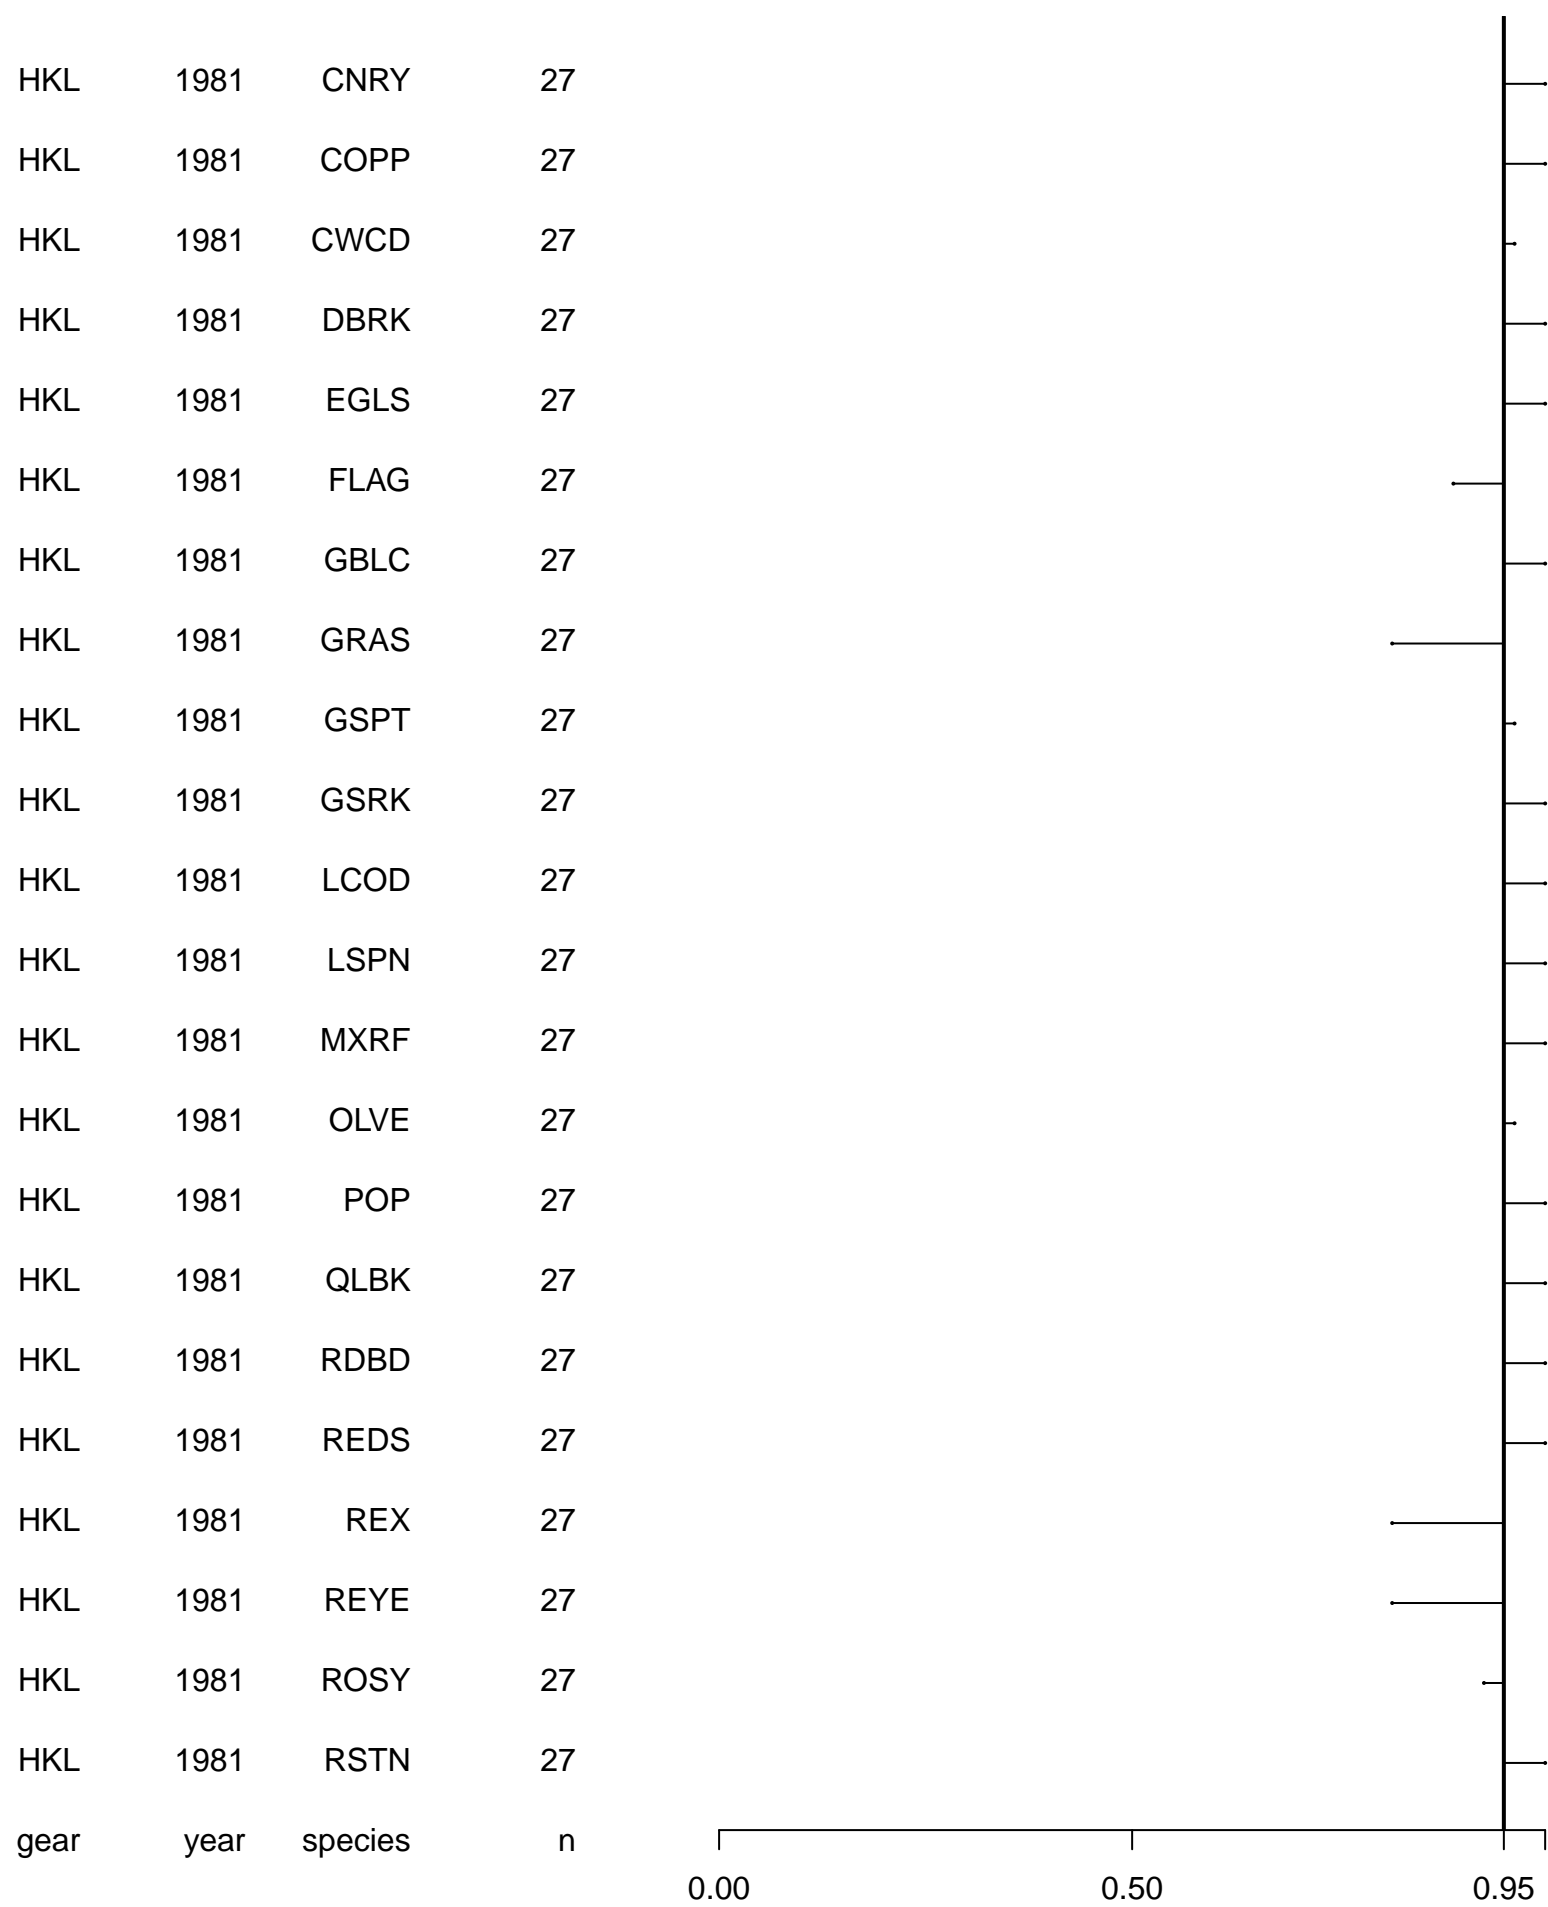 HKL 1981 CNRY 27
HKL 1981 COPP 27
HKL 1981 CWCD 27
HKL 1981 DBRK 27
HKL 1981 EGLS 27
HKL 1981 FLAG 27
HKL 1981 GBLC 27
HKL 1981 GRAS 27
HKL 1981 GSPT 27
HKL 1981 GSRK 27
HKL 1981 LCOD 27
HKL 1981 LSPN 27
HKL 1981 MXRF 27
HKL 1981 OLVE 27
HKL 1981 POP 27
HKL 1981 QLBK 27
HKL 1981 RDBD 27
HKL 1981 REDS 27
HKL 1981 REX 27
HKL 1981 REYE 27
HKL 1981 ROSY 27
HKL 1981 RSTN 27
gear year species n
0.00 0.50 0.95